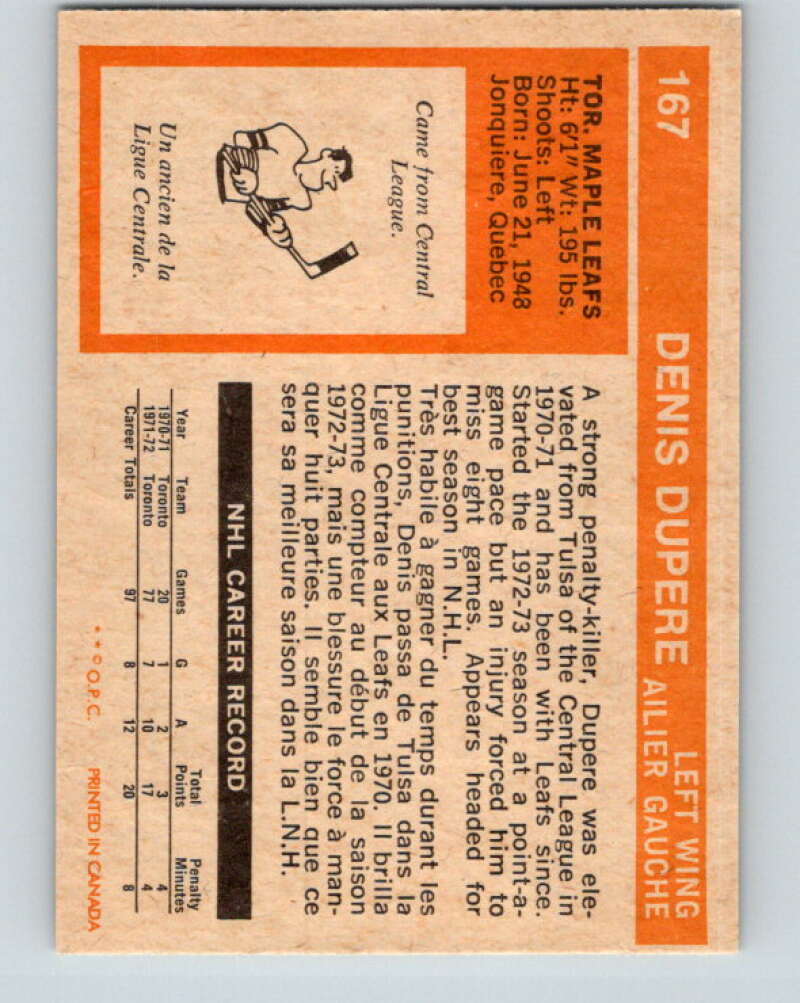 167 DENIS DUPERE LEFT WING
AILIER GAUCHE
TOR. MAPLE LEAFS
Ht: 6'1" Wt: 195 lbs.
Shoots: Left
Born: June 21, 1948
Jonquiere, Quebec
Came from Central
League.
Un ancien de la
Ligue Centrale.
A strong penalty-killer, Dupere was ele-
vated from Tulsa of the Central League in
1970-71 and has been with Leafs since.
Started the 1972-73 season at a point-a-
game pace but an injury forced him to
miss eight games. Appears headed for
best season in N.H.L.
Très habile à gagner du temps durant les
punitions, Denis passa de Tulsa dans la
Ligue Centrale aux Leafs en 1970. Il brilla
comme compteur au début de la saison
1972-73, mais une blessure le force à man-
quer huit parties. Il semble bien que ce
sera sa meilleure saison dans la L.N.H.
NHL CAREER RECORD
Year Team Games G A Total Points Penalty Minutes
1970-71 Toronto 20 1 2 3 4
1971-72 Toronto 77 7 10 17 4
Career Totals 97 8 12 20 8
**© O.P.C. PRINTED IN CANADA